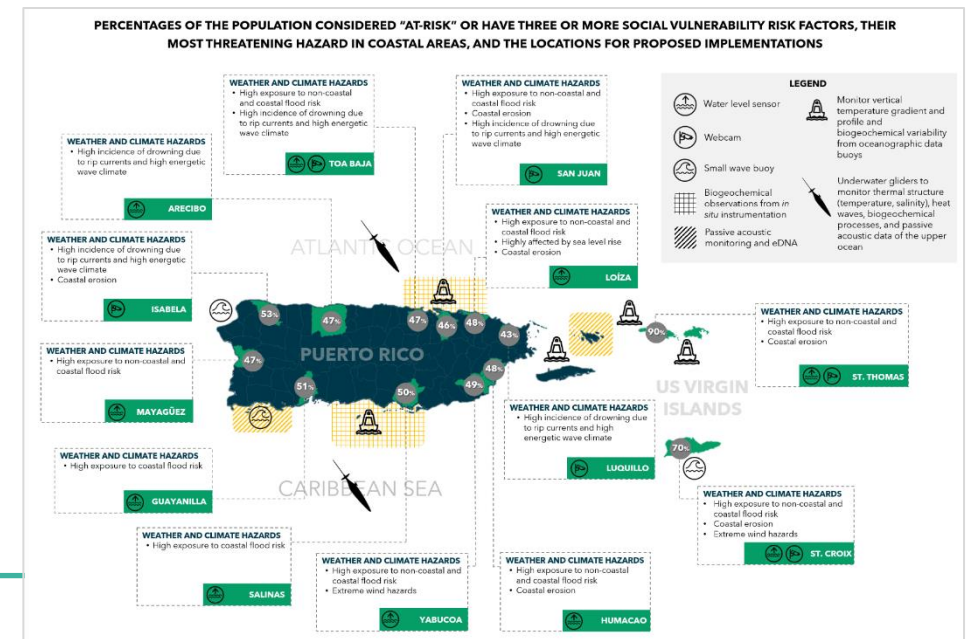 PERCENTAGES OF THE POPULATION CONSIDERED “AT-RISK” OR HAVE THREE OR MORE SOCIAL VULNERABILITY RISK FACTORS, THEIR
MOST THREATENING HAZARD IN COASTAL AREAS, AND THE LOCATIONS FOR PROPOSED IMPLEMENTATIONS
WEATHER AND CLIMATE HAZARDS
• High exposure to non-coastal
and coastal flood risk
• High incidence of drowning due
to rip currents and high energetic
wave climate
TOA BAJA
WEATHER AND CLIMATE HAZARDS
• High exposure to non-coastal and
coastal flood risk
• Coastal erosion
• High incidence of drowning due
to rip currents and high energetic
wave climate
SAN JUAN
LEGEND
Water level sensor
Webcam
Small wave buoy
Biogeochemical
observations from in
situ instrumentation
Passive acoustic
monitoring and eDNA
Monitor vertical
temperature gradient and
profile and
biogeochemical variability
from oceanographic data
buoys
Underwater gliders to
monitor thermal structure
(temperature, salinity), heat
waves, biogeochemical
processes, and passive
acoustic data of the upper
ocean
WEATHER AND CLIMATE HAZARDS
• High incidence of drowning due
to rip currents and high energetic
wave climate
ARECIBO
WEATHER AND CLIMATE HAZARDS
• High incidence of drowning due
to rip currents and high energetic
wave climate
• Coastal erosion
ISABELA
ATLANTIC OCEAN
WEATHER AND CLIMATE HAZARDS
• High exposure to non-coastal
and coastal flood risk
• Highly affected by sea level rise
• Coastal erosion
LOÍZA
53%
47%
47%
46%
48%
43%
90%
PUERTO RICO
47%
51%
50%
49%
48%
WEATHER AND CLIMATE HAZARDS
• High exposure to non-coastal and
coastal flood risk
• Coastal erosion
ST. THOMAS
US VIRGIN
ISLANDS
70%
WEATHER AND CLIMATE HAZARDS
• High exposure to non-coastal and
coastal flood risk
MAYAGÜEZ
WEATHER AND CLIMATE HAZARDS
• High incidence of drowning due
to rip currents and high
energetic wave climate
LUQUILLO
WEATHER AND CLIMATE HAZARDS
• High exposure to coastal flood risk
GUAYANILLA
CARIBBEAN SEA
WEATHER AND CLIMATE HAZARDS
• High exposure to non-coastal and
coastal flood risk
• Coastal erosion
• Extreme wind hazards
ST. CROIX
WEATHER AND CLIMATE HAZARDS
• High exposure to coastal flood risk
SALINAS
WEATHER AND CLIMATE HAZARDS
• High exposure to non-coastal and
coastal flood risk
• Extreme wind hazards
YABUCOA
WEATHER AND CLIMATE HAZARDS
• High exposure to non-coastal
and coastal flood risk
• Coastal erosion
HUMACAO